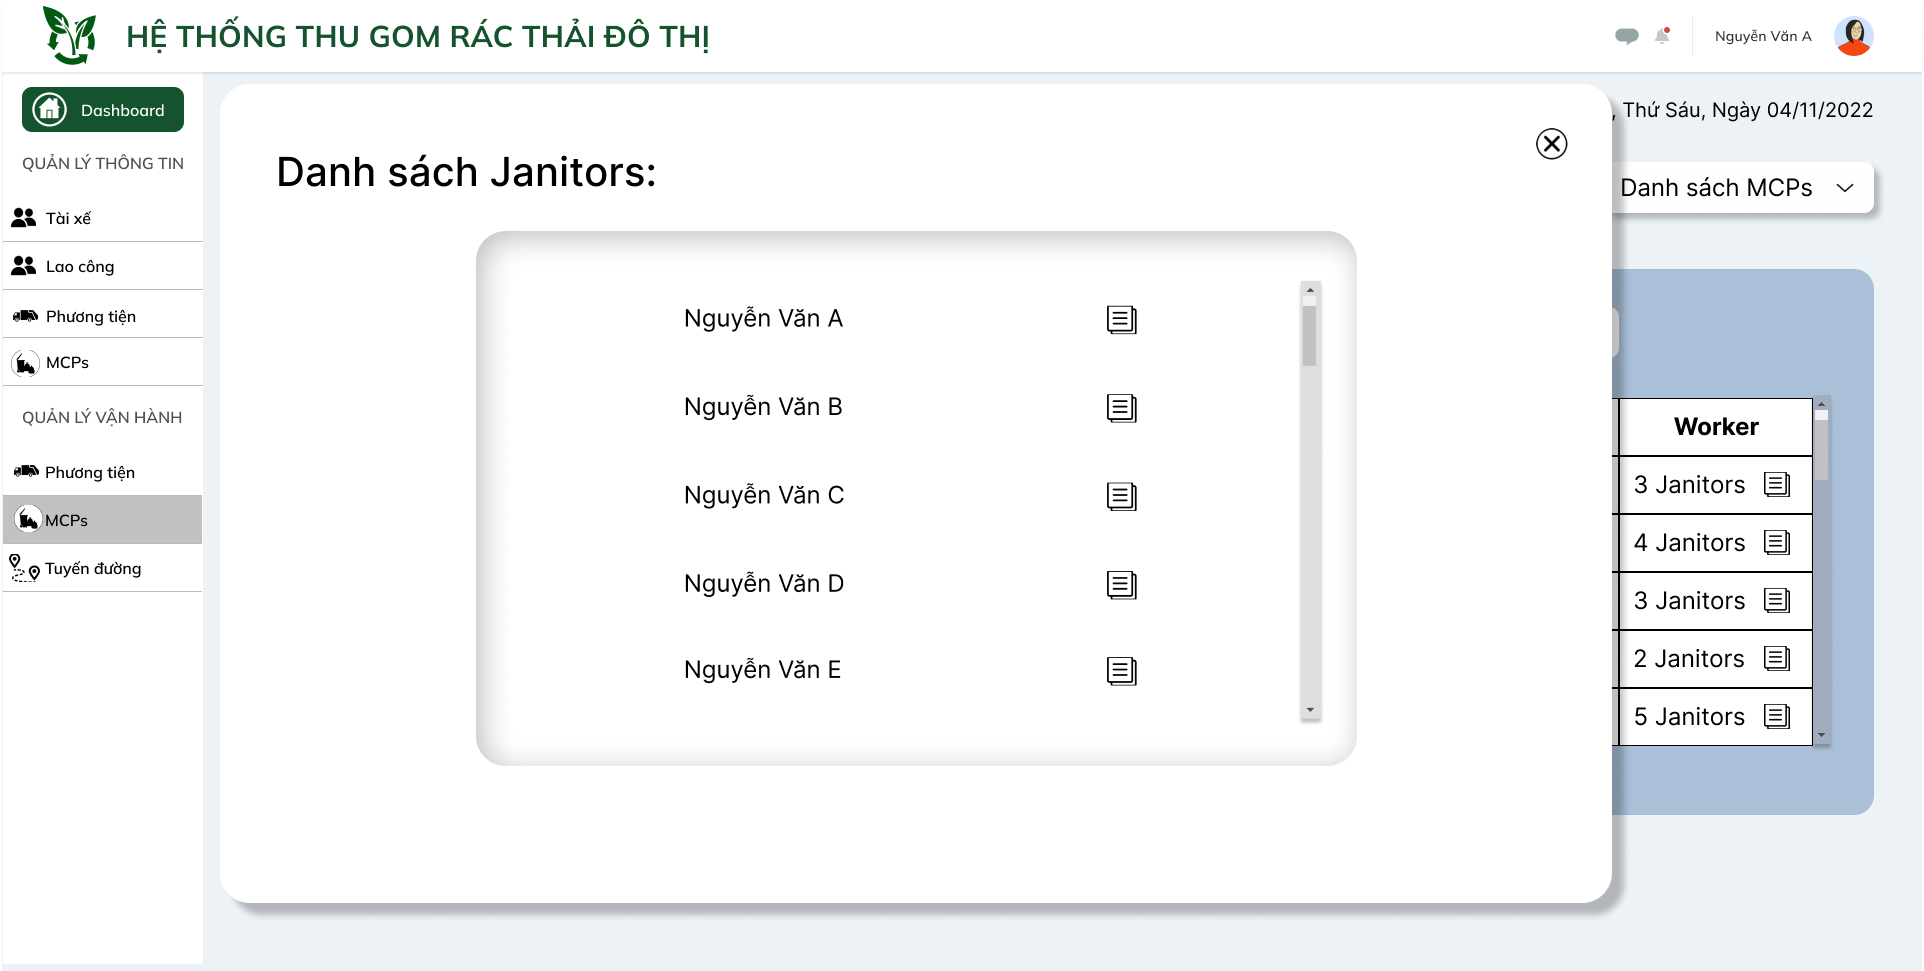 HỆ THỐNG THU GOM RÁC THẢI ĐÔ THỊ
Nguyễn Văn A
Dashboard
QUẢN LÝ THÔNG TIN
Tài xế
Lao công
Phương tiện
MCPs
QUẢN LÝ VẬN HÀNH
Phương tiện
MCPs
Tuyến đường
, Thứ Sáu, Ngày 04/11/2022
Danh sách MCPs
Danh sách Janitors:
Nguyễn Văn A
Nguyễn Văn B
Nguyễn Văn C
Nguyễn Văn D
Nguyễn Văn E
Worker
3 Janitors
4 Janitors
3 Janitors
2 Janitors
5 Janitors